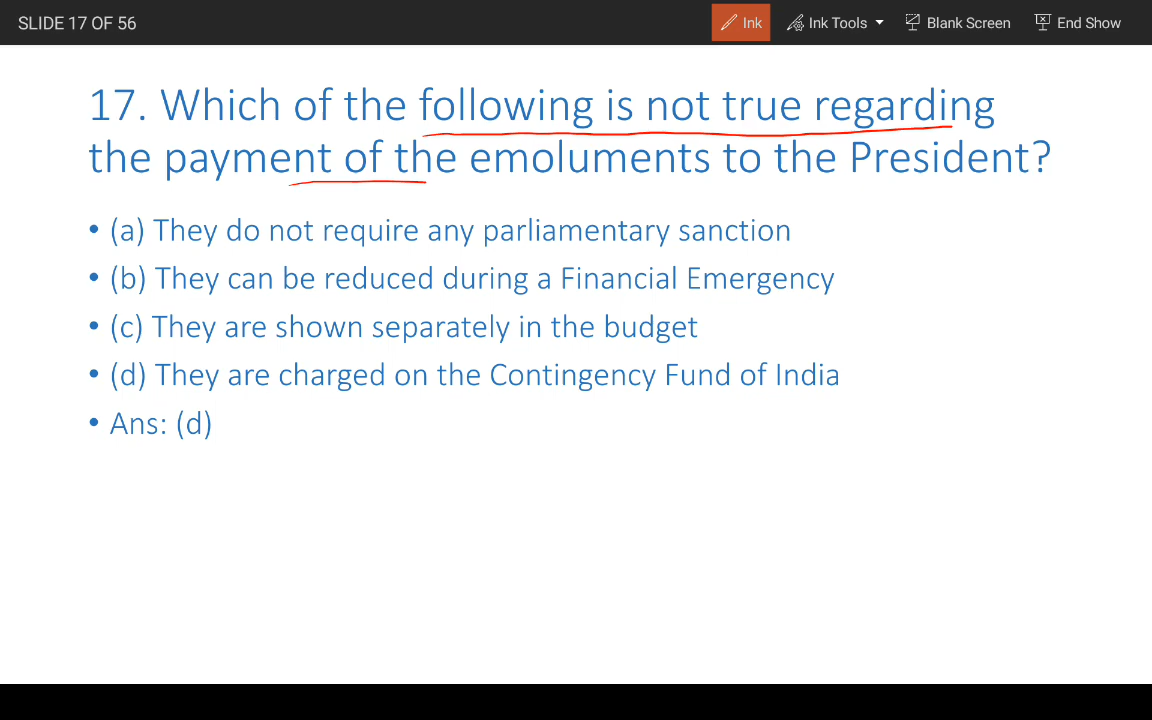 SLIDE 17 OF 56
Ink
Ink Tools
Blank Screen
End Show
17. Which of the following is not true regarding
the payment of the emoluments to the President?
• (a) They do not require any parliamentary sanction
• (b) They can be reduced during a Financial Emergency
• (c) They are shown separately in the budget
• (d) They are charged on the Contingency Fund of India
• Ans: (d)